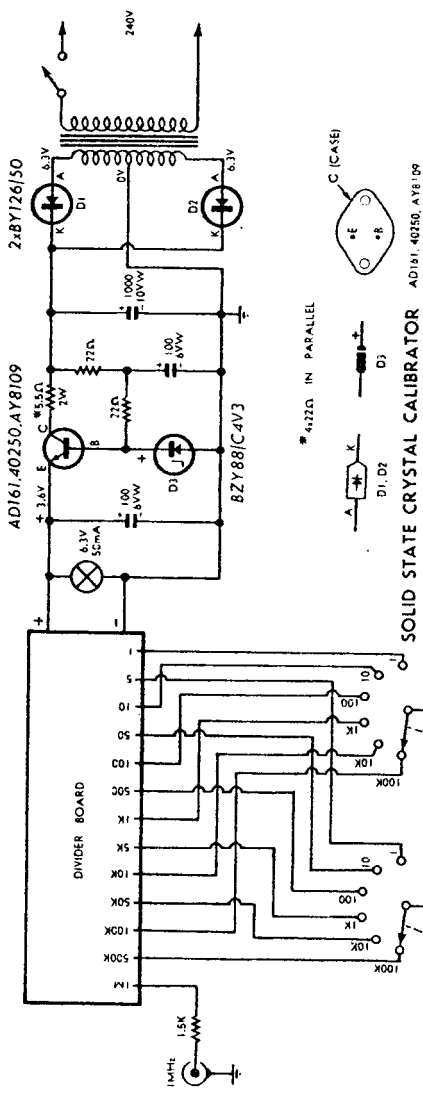 240V
6.3V
6.3V
OV
A
D1
K
A
D2
K
2xBY126/50
+
1000
-10VW
22Ω
100
-6VW
+
22Ω
*5.5Ω
2W
AD161,40250,AY8109
C
B
E
+ 3.6V
+
D3
BZY88/C4V3
+
100
-6VW
6.3V
50mA
+
-
DIVIDER BOARD
1
5
10
50
100
500
1K
5K
10K
50K
100K
500K
1M
1.5K
1MHz
1
10
100
1K
10K
100K
1
10
100
1K
10K
100K
* 4x22Ω IN PARALLEL
A
K
D1, D2
+
D3
C (CASE)
•E
•B
AD161, 40250, AY8109
SOLID STATE CRYSTAL CALIBRATOR